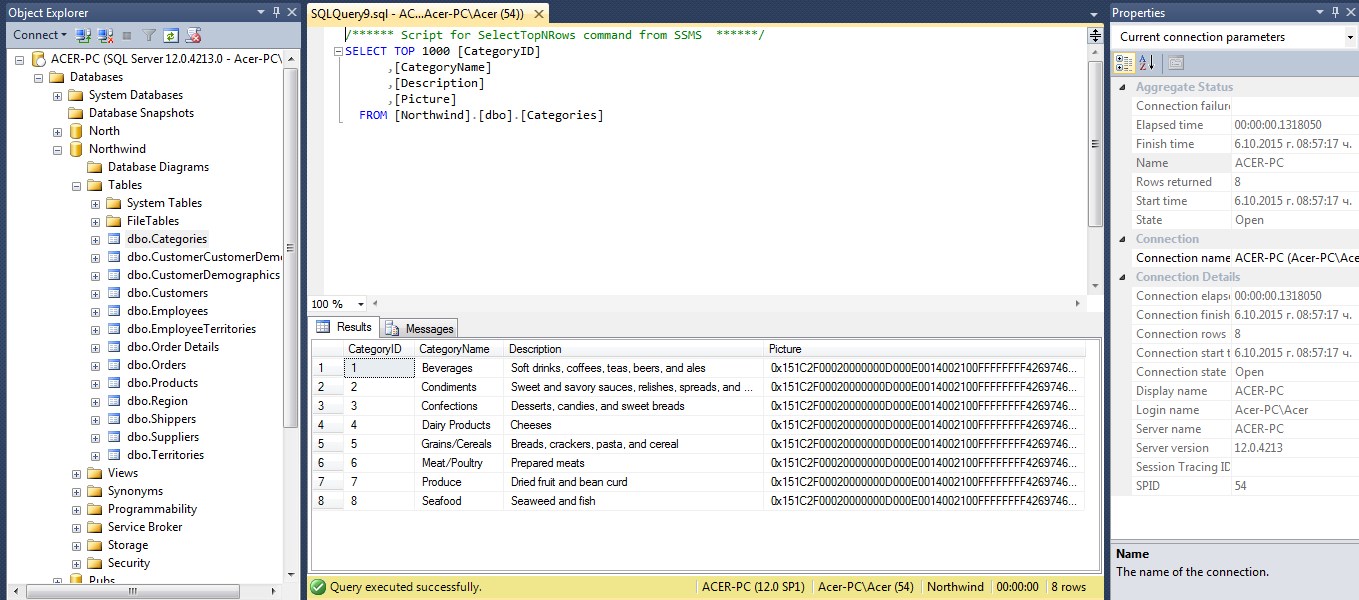 Object Explorer
Connect
ACER-PC (SQL Server 12.0.4213.0 - Acer-PC\
Databases
System Databases
Database Snapshots
North
Northwind
Database Diagrams
Tables
System Tables
FileTables
dbo.Categories
dbo.CustomerCustomerDem
dbo.CustomerDemographics
dbo.Customers
dbo.Employees
dbo.EmployeeTerritories
dbo.Order Details
dbo.Orders
dbo.Products
dbo.Region
dbo.Shippers
dbo.Suppliers
dbo.Territories
Views
Synonyms
Programmability
Service Broker
Storage
Security
Pubs
SQLQuery9.sql - AC...Acer-PC\Acer (54))
/****** Script for SelectTopNRows command from SSMS ******/
SELECT TOP 1000 [CategoryID]
,[CategoryName]
,[Description]
,[Picture]
FROM [Northwind].[dbo].[Categories]
100 %
Results Messages
CategoryID CategoryName Description Picture
1 1 Beverages Soft drinks, coffees, teas, beers, and ales 0x151C2F00020000000D000E0014002100FFFFFFFF4269746...
2 2 Condiments Sweet and savory sauces, relishes, spreads, and ... 0x151C2F00020000000D000E0014002100FFFFFFFF4269746...
3 3 Confections Desserts, candies, and sweet breads 0x151C2F00020000000D000E0014002100FFFFFFFF4269746...
4 4 Dairy Products Cheeses 0x151C2F00020000000D000E0014002100FFFFFFFF4269746...
5 5 Grains/Cereals Breads, crackers, pasta, and cereal 0x151C2F00020000000D000E0014002100FFFFFFFF4269746...
6 6 Meat/Poultry Prepared meats 0x151C2F00020000000D000E0014002100FFFFFFFF4269746...
7 7 Produce Dried fruit and bean curd 0x151C2F00020000000D000E0014002100FFFFFFFF4269746...
8 8 Seafood Seaweed and fish 0x151C2F00020000000D000E0014002100FFFFFFFF4269746...
Query executed successfully. ACER-PC (12.0 SP1) Acer-PC\Acer (54) Northwind 00:00:00 8 rows
Properties
Current connection parameters
Aggregate Status
Connection failure
Elapsed time 00:00:00.1318050
Finish time 6.10.2015 г. 08:57:17 ч.
Name ACER-PC
Rows returned 8
Start time 6.10.2015 г. 08:57:17 ч.
State Open
Connection
Connection name ACER-PC (Acer-PC\Ace
Connection Details
Connection elaps 00:00:00.1318050
Connection finish 6.10.2015 г. 08:57:17 ч.
Connection rows 8
Connection start t 6.10.2015 г. 08:57:17 ч.
Connection state Open
Display name ACER-PC
Login name Acer-PC\Acer
Server name ACER-PC
Server version 12.0.4213
Session Tracing ID
SPID 54
Name
The name of the connection.